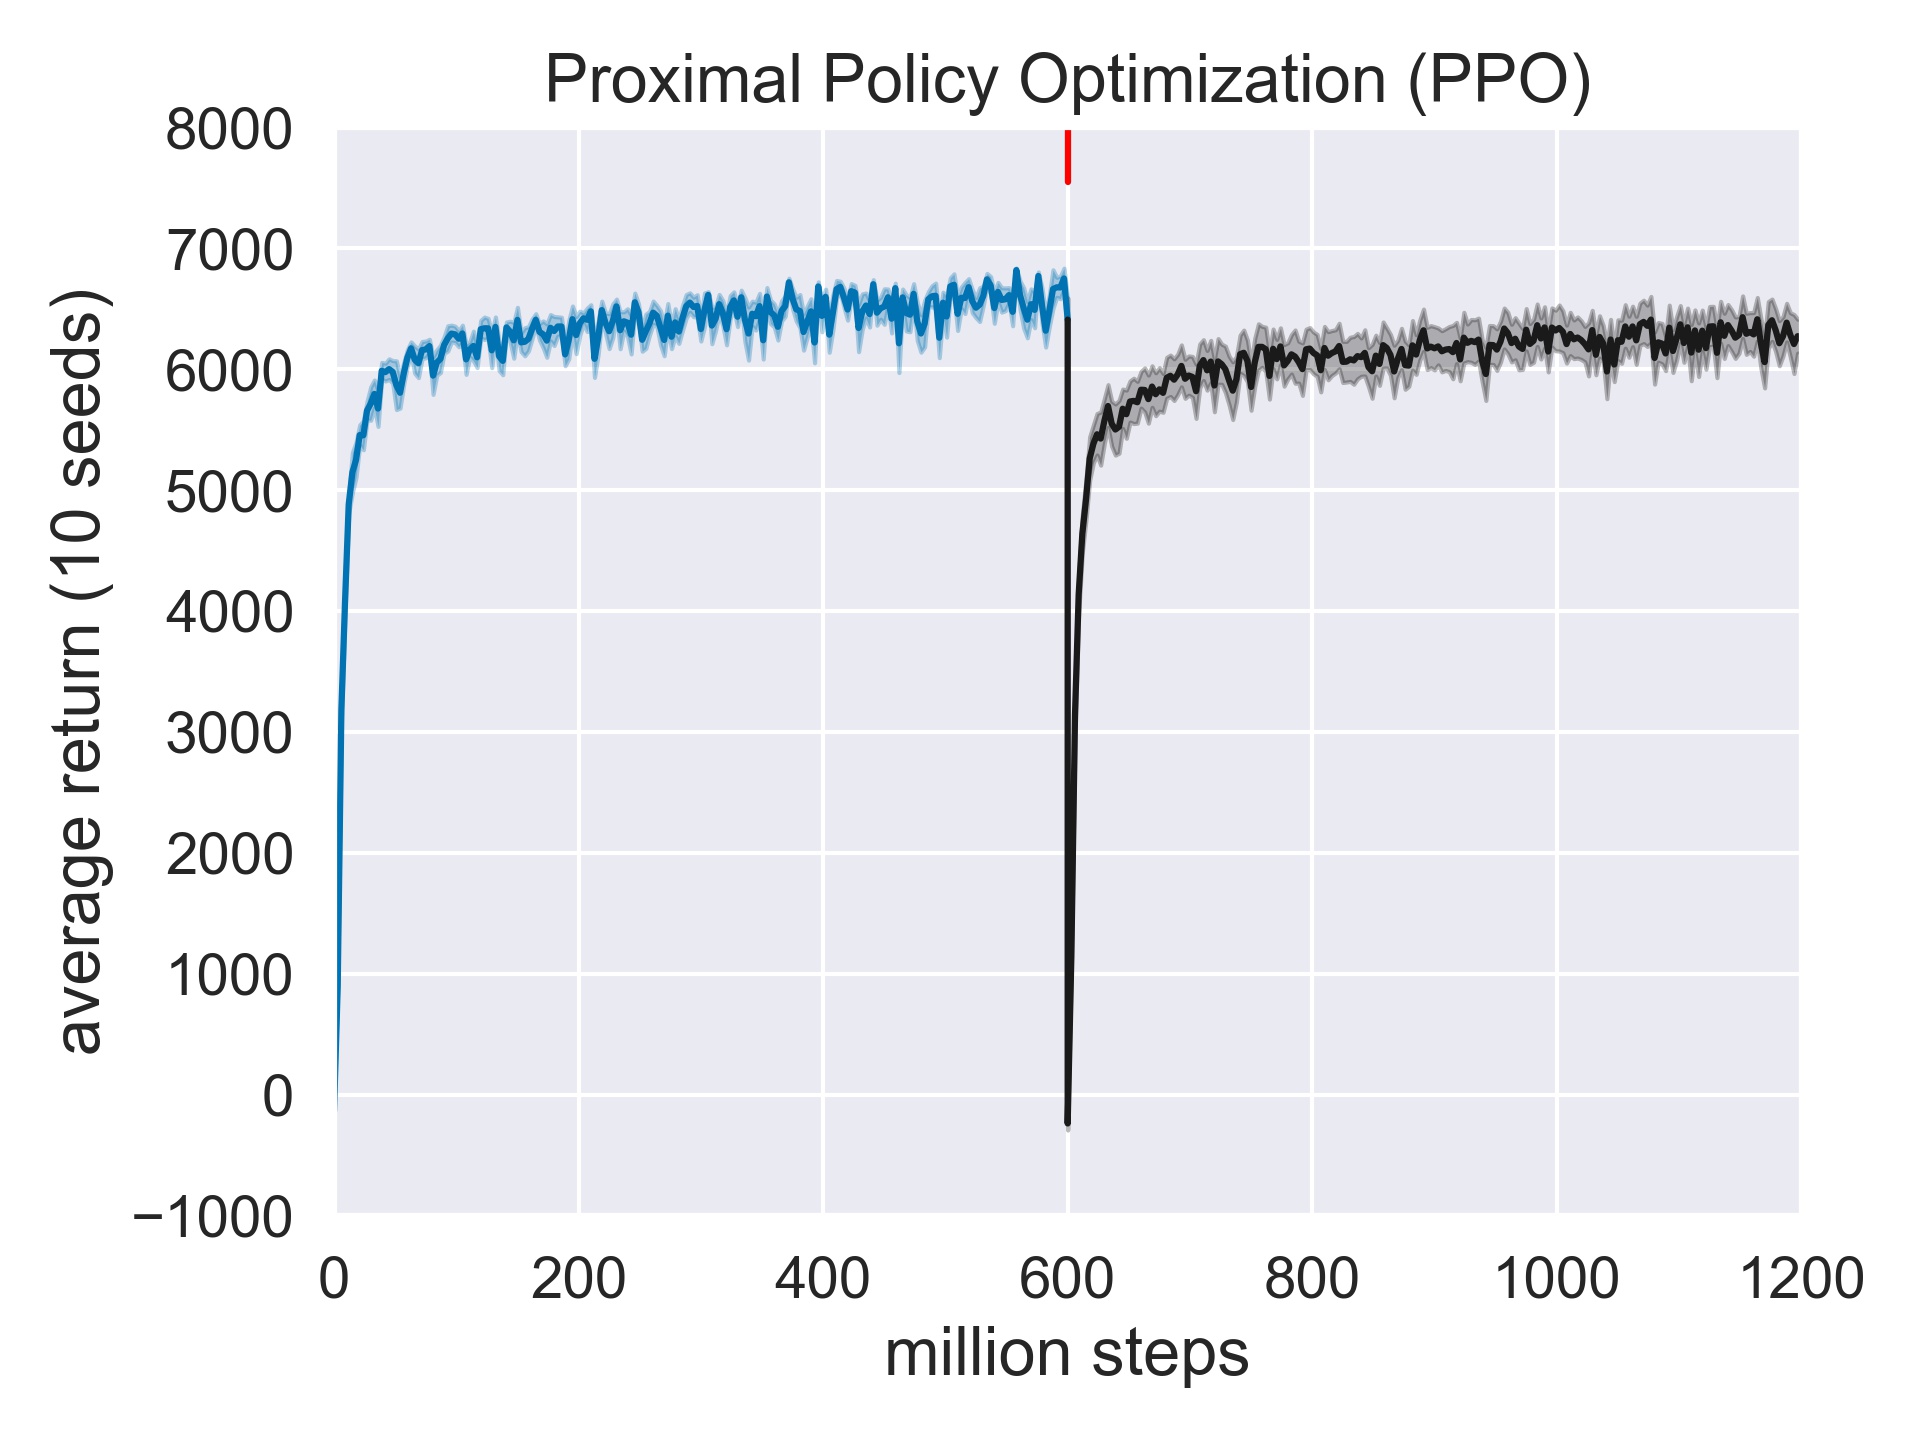 Proximal Policy Optimization (PPO)
8000
7000
6000
5000
4000
3000
2000
1000
0
−1000
average return (10 seeds)
0 200 400 600 800 1000 1200
million steps